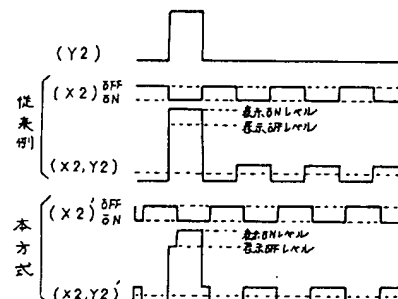 (Y2)
従来例
(X2) OFF
ON
表示ONレベル
表示OFFレベル
(X2,Y2)
本方式
(X2)' OFF
ON
表示ONレベル
表示OFFレベル
(X2,Y2)'